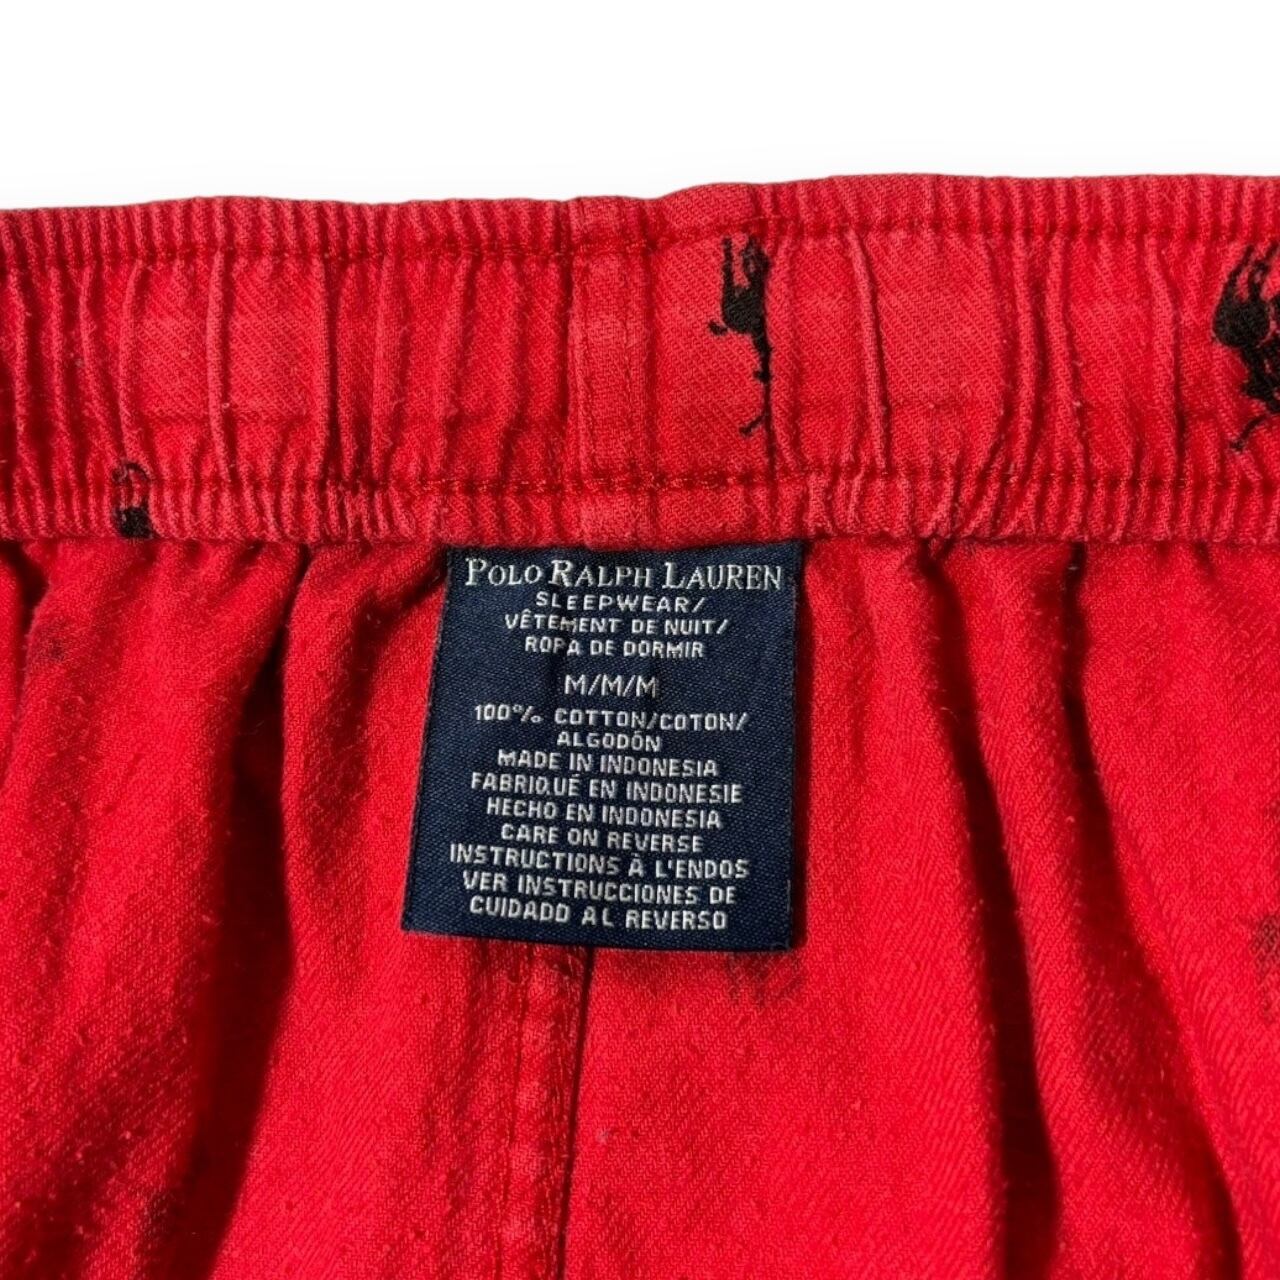 POLO RALPH LAUREN
SLEEPWEAR/
VÊTEMENT DE NUIT/
ROPA DE DORMIR
M/M/M
100% COTTON/COTON/
ALGODÓN
MADE IN INDONESIA
FABRIQUÉ EN INDONESIE
HECHO EN INDONESIA
CARE ON REVERSE
INSTRUCTIONS À L'ENDOS
VER INSTRUCCIONES DE
CUIDADO AL REVERSO